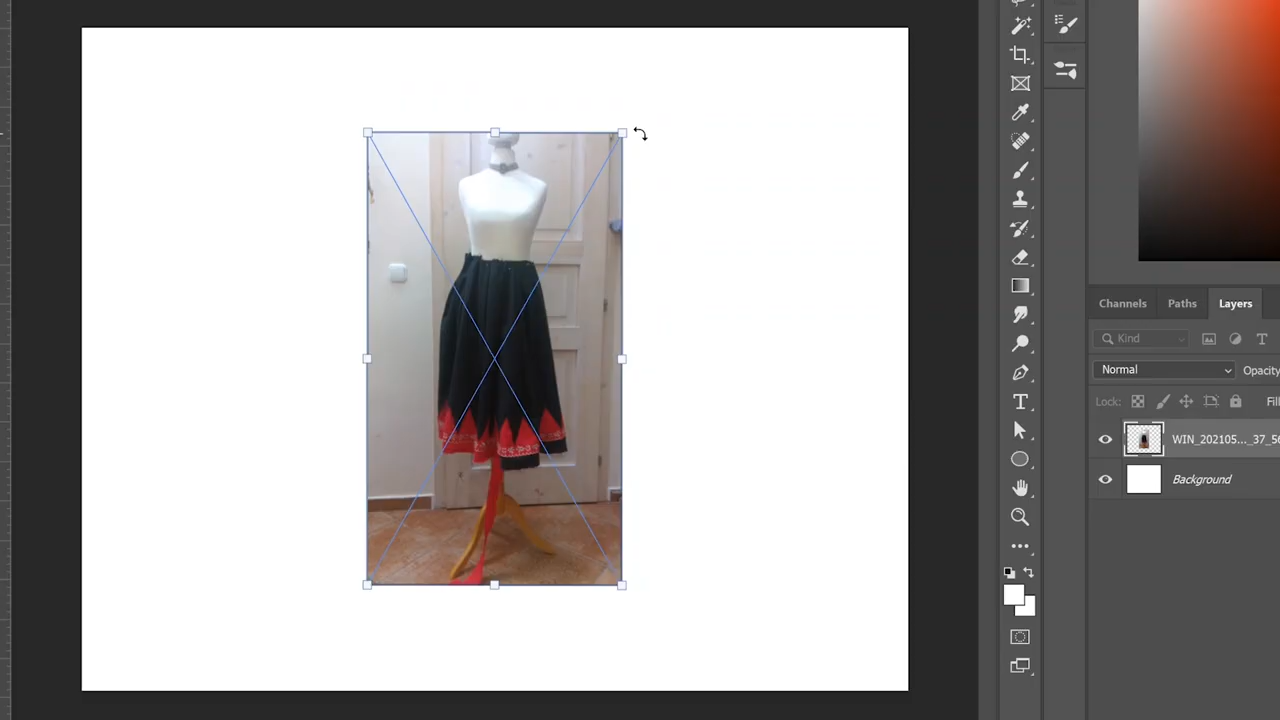 Channels
Paths
Layers
Kind
Normal
Opacity
Lock:
Fill
WIN_202105..._37_56
Background